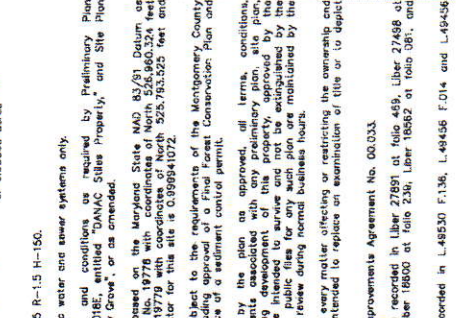 5 R-1.5 H-150.
water and sewer systems only.
and conditions as required by Preliminary Plan
018E, entitled "DANAC Stiles Property," and Site Plan
Grove", or as amended.
based on the Maryland State NAD 83/91 Datum as
No. 19778 with coordinates of North 526,960.324 feet
19779 with coordinates of North 525,793.525 feet and
tor for this site is 0.999941072.
bject to the requirements of the Montgomery County
ding approval of a Final Forest Conservation Plan and
e of a sediment control permit.
by the plan as approved, all terms, conditions,
nts associated with any preliminary plan, site plan,
ng development of this property, approved by the
e intended to survive and not be extinguished by the
public files for any such plan are maintained by the
review during normal business hours.
every matter affecting or restricting the ownership and
ntended to replace an examination of title or to depict
mprovements Agreement No. 00.033.
recorded in Liber 27891 at folio 469, Liber 27498 at
ber 18600 at folio 239, Liber 18562 at folio 081, and
corded in L.49530 F.136, L.49456 F.014 and L.49456